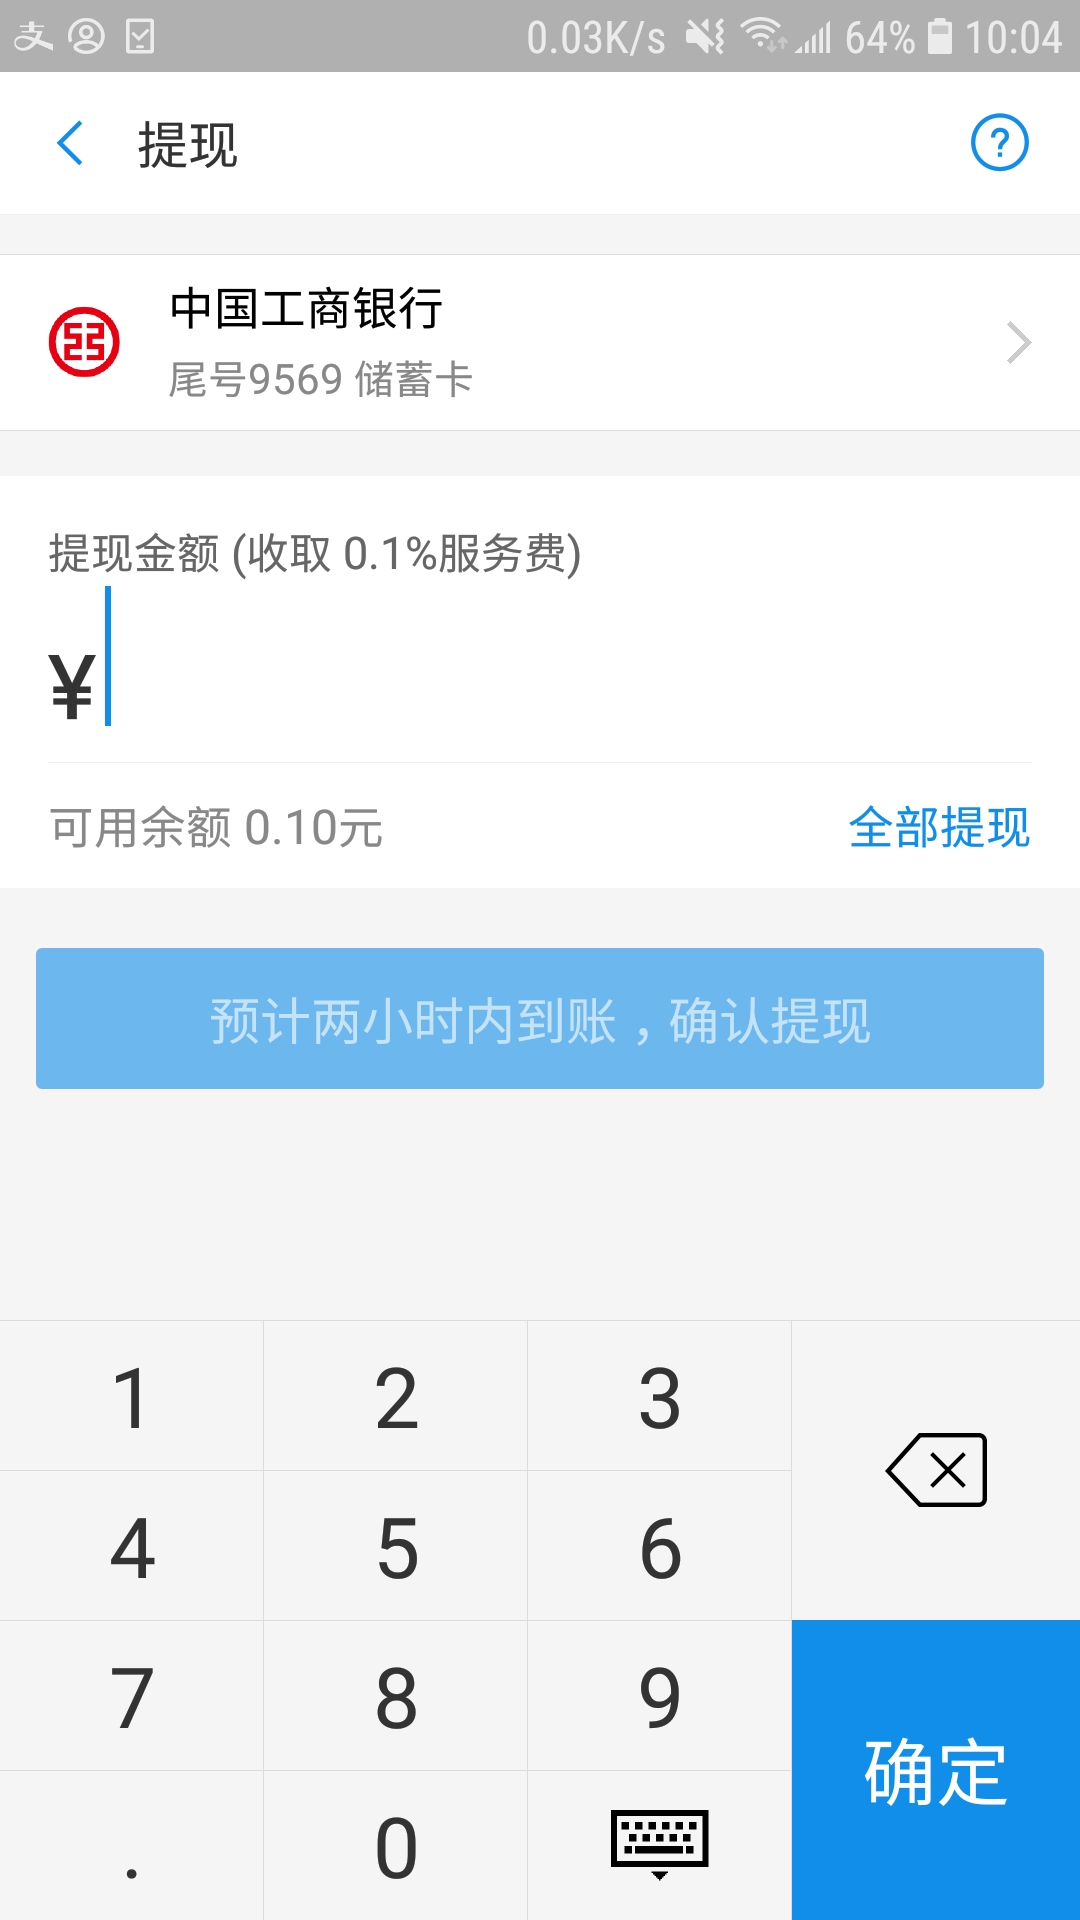 支 0.03K/s 64% 10:04
提现 ?
中国工商银行
尾号9569 储蓄卡
提现金额 (收取 0.1%服务费)
¥
可用余额 0.10元 全部提现
预计两小时内到账，确认提现
1 2 3
4 5 6
7 8 9
确定
. 0